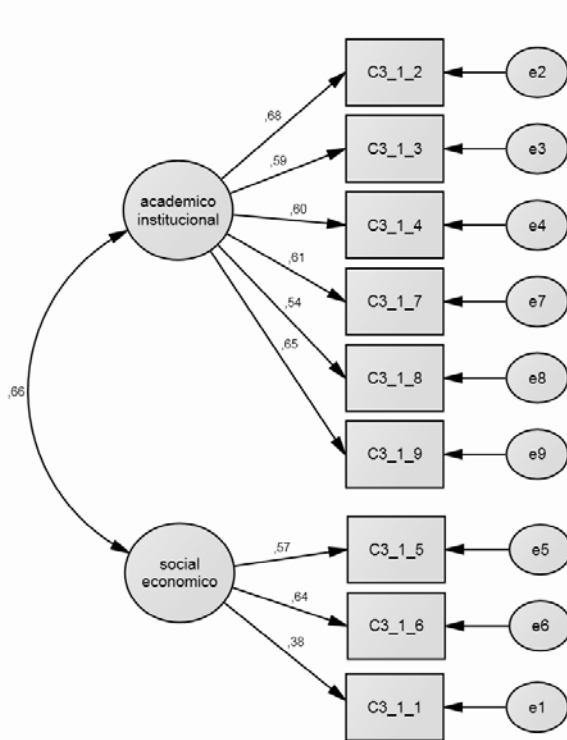 C3_1_2
e2
,68
C3_1_3
e3
,59
academico
institucional
,60
C3_1_4
e4
,61
C3_1_7
e7
,54
,65
C3_1_8
e8
,66
C3_1_9
e9
social
economico
,57
C3_1_5
e5
,64
C3_1_6
e6
,38
C3_1_1
e1